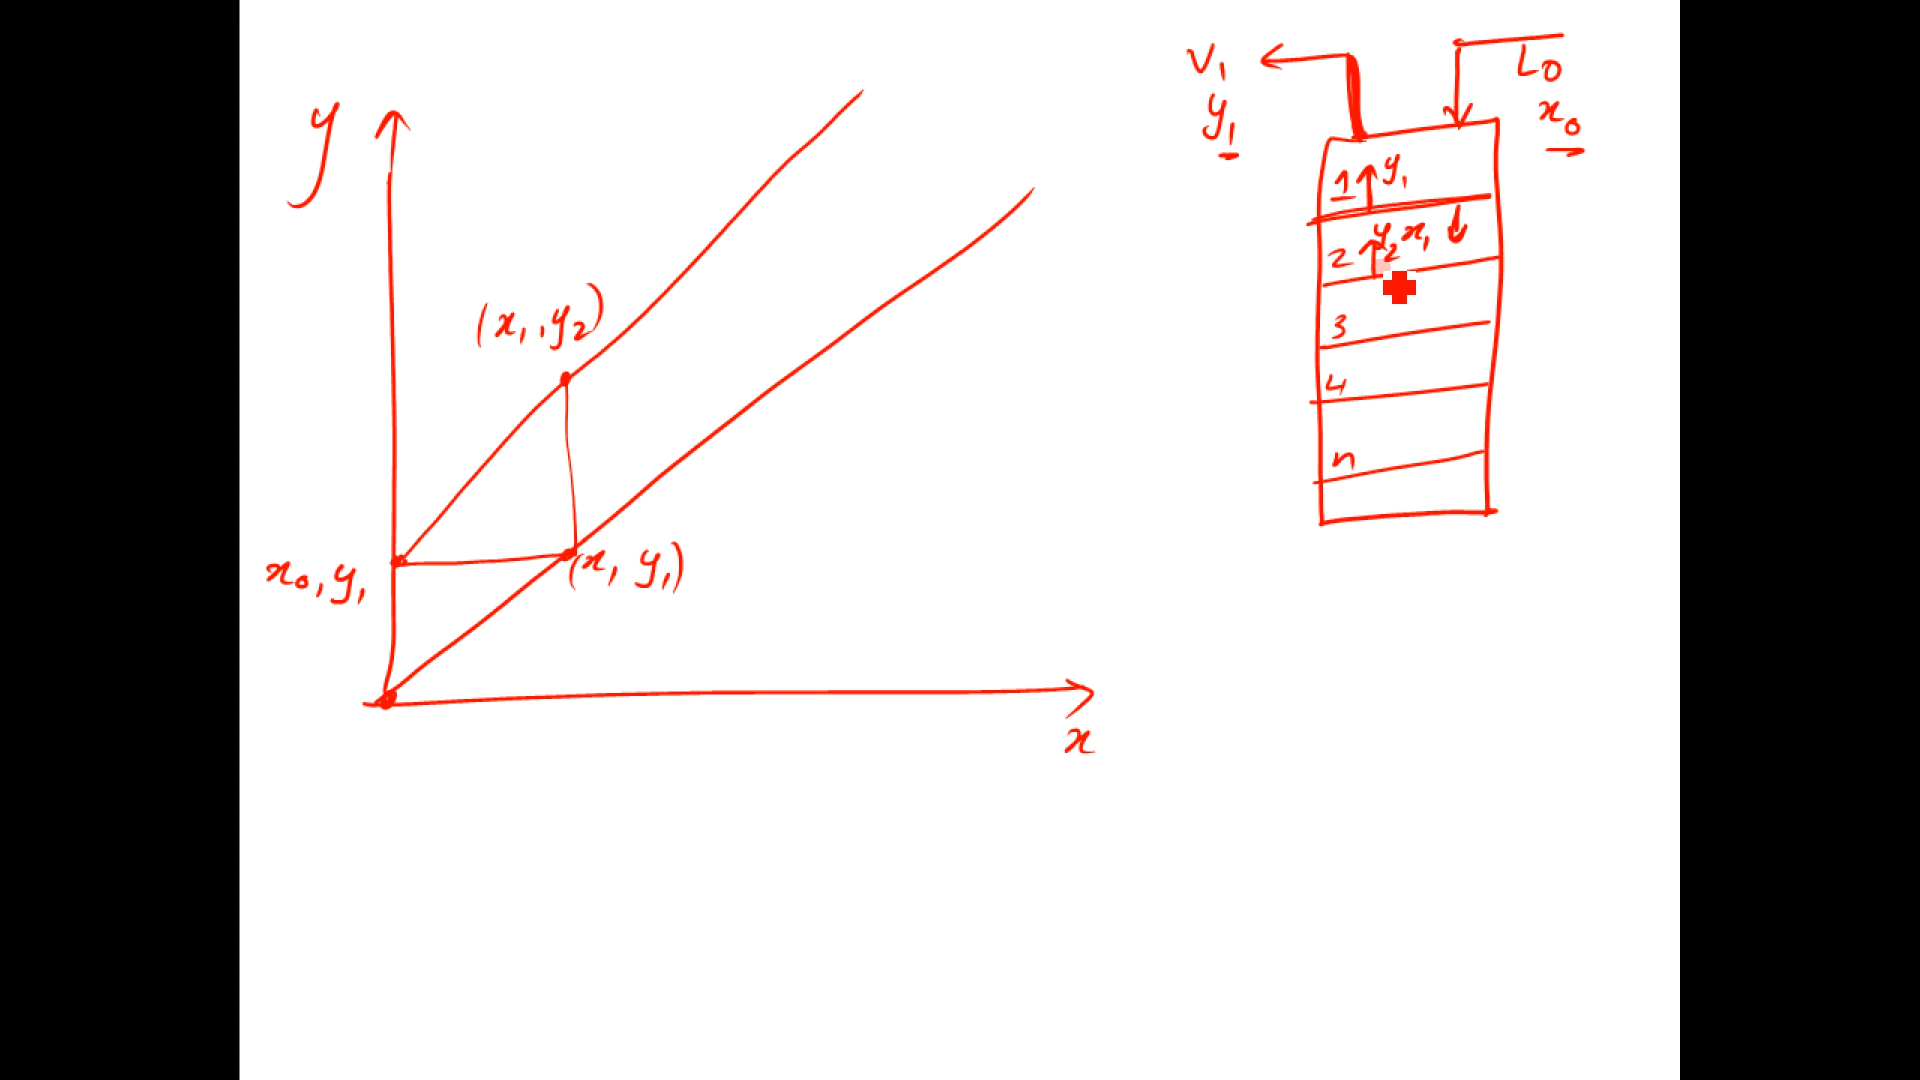 y
(x₁, y₂)
x₀, y₁
(x₁ y₁)
x
V₁
y₁
L₀
x₀
1 y₁
2 y₂ x₁
3
4
n